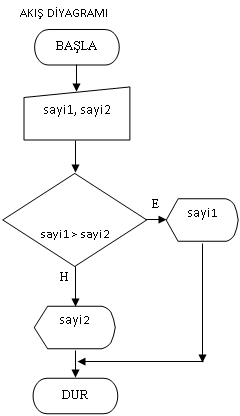 AKIŞ DİYAGRAMI
BAŞLA
sayi1, sayi2
sayi1 > sayi2
E
sayi1
H
sayi2
DUR